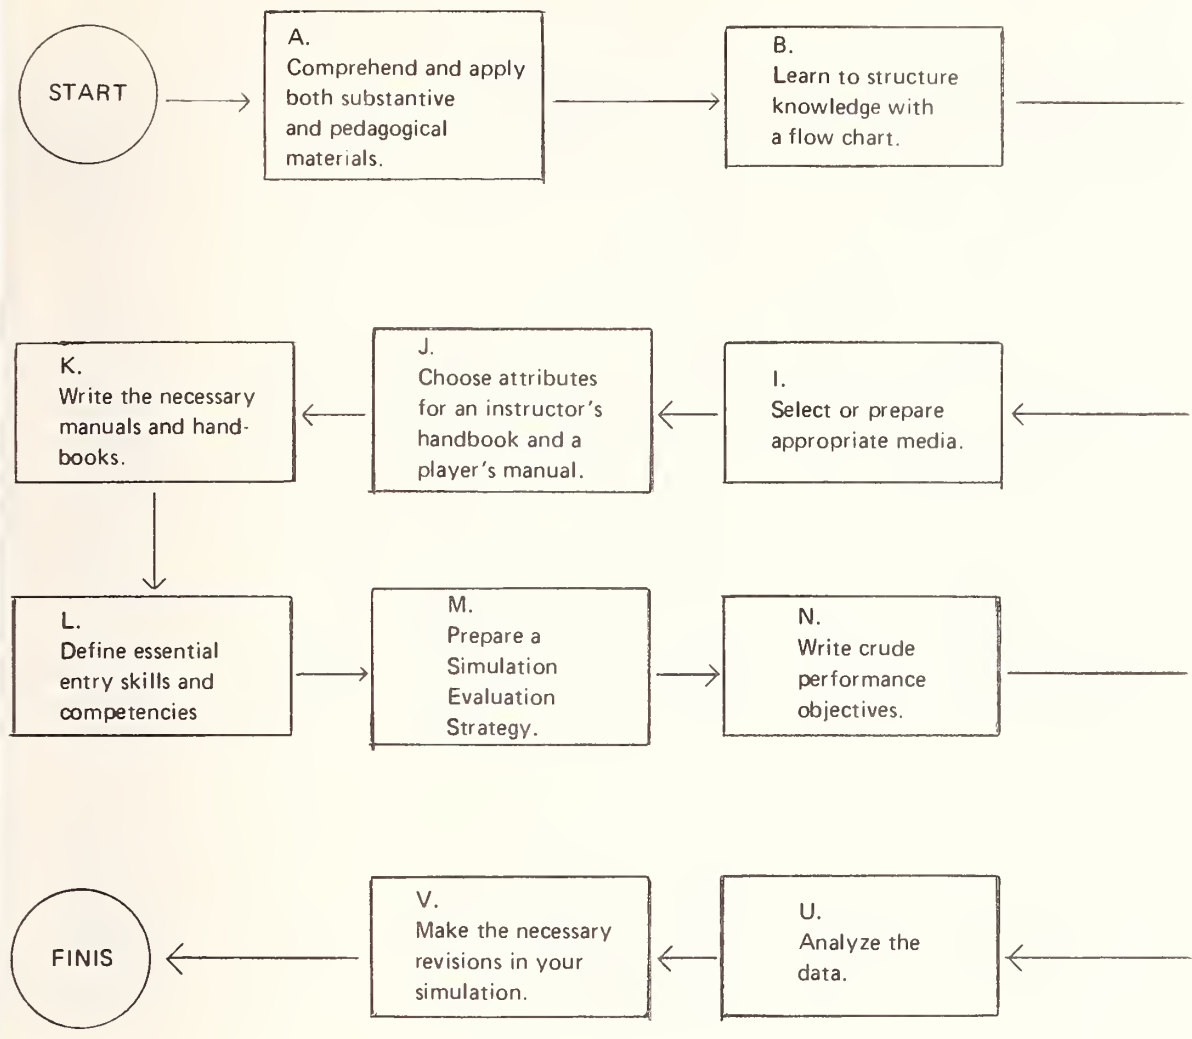 START
A.
Comprehend and apply
both substantive
and pedagogical
materials.
B.
Learn to structure
knowledge with
a flow chart.
K.
Write the necessary
manuals and hand-
books.
J.
Choose attributes
for an instructor's
handbook and a
player's manual.
I.
Select or prepare
appropriate media.
L.
Define essential
entry skills and
competencies
M.
Prepare a
Simulation
Evaluation
Strategy.
N.
Write crude
performance
objectives.
FINIS
V.
Make the necessary
revisions in your
simulation.
U.
Analyze the
data.